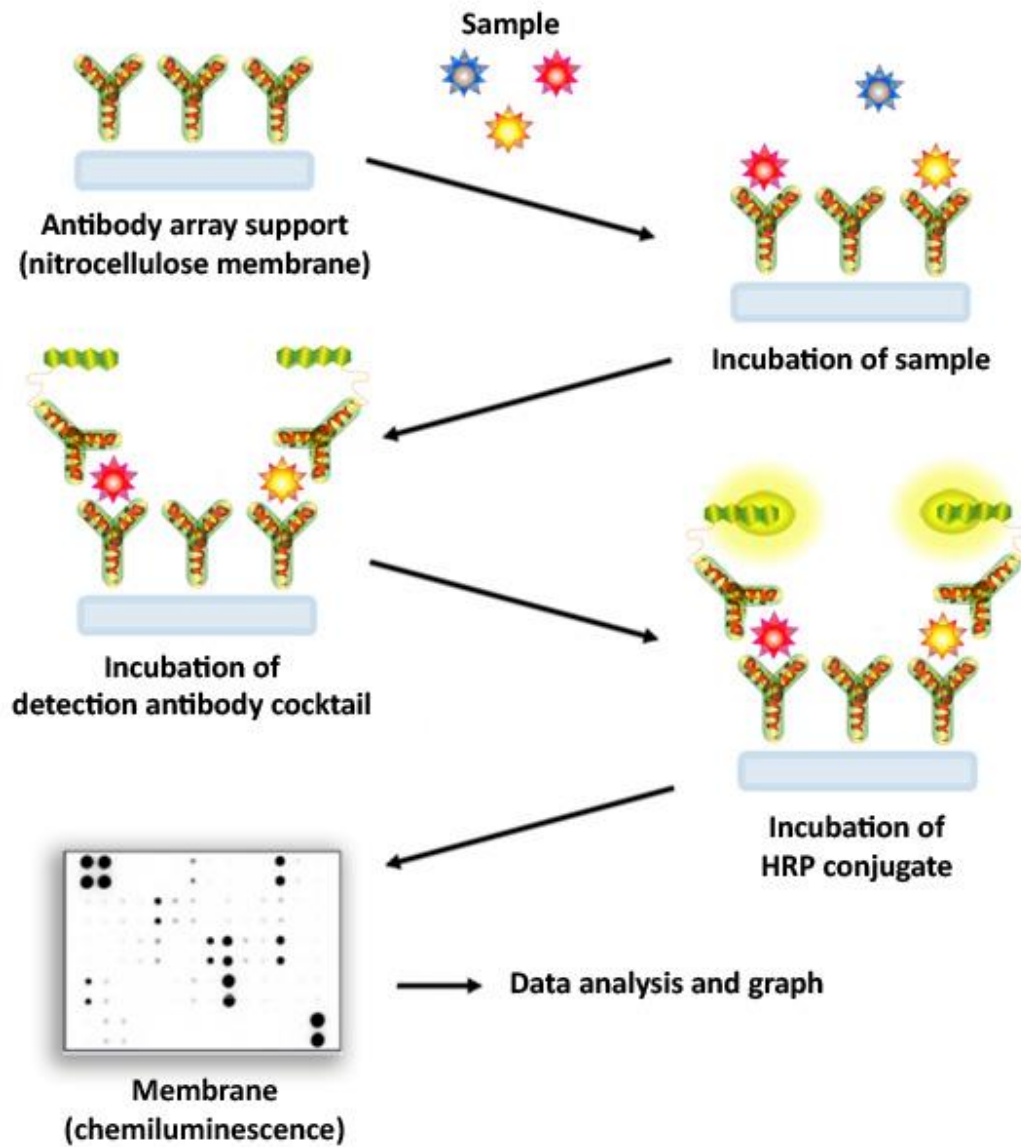 Sample
Antibody array support
(nitrocellulose membrane)
Incubation of sample
Incubation of
detection antibody cocktail
Incubation of
HRP conjugate
Data analysis and graph
Membrane
(chemiluminescence)